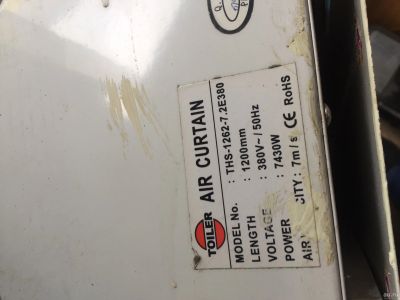 TOILER AIR CURTAIN
MODEL No. : THS-1262-7.2E380
LENGTH : 1200mm
VOLTAGE : 380V~/50Hz
POWER : 7430W
AIR CITY : 7m/s CE RoHS